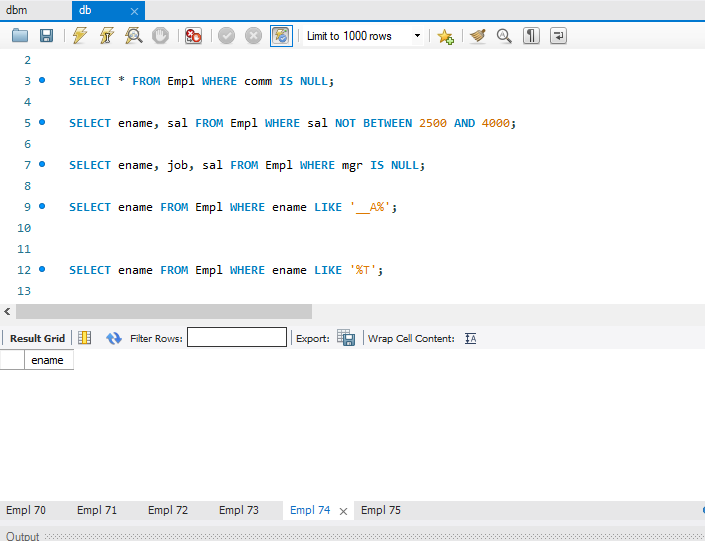 dbm db
Limit to 1000 rows
2
3 SELECT * FROM Empl WHERE comm IS NULL;
4
5 SELECT ename, sal FROM Empl WHERE sal NOT BETWEEN 2500 AND 4000;
6
7 SELECT ename, job, sal FROM Empl WHERE mgr IS NULL;
8
9 SELECT ename FROM Empl WHERE ename LIKE '__A%';
10
11
12 SELECT ename FROM Empl WHERE ename LIKE '%T';
13
Result Grid Filter Rows: Export: Wrap Cell Content:
ename
Empl 70 Empl 71 Empl 72 Empl 73 Empl 74 Empl 75
Output